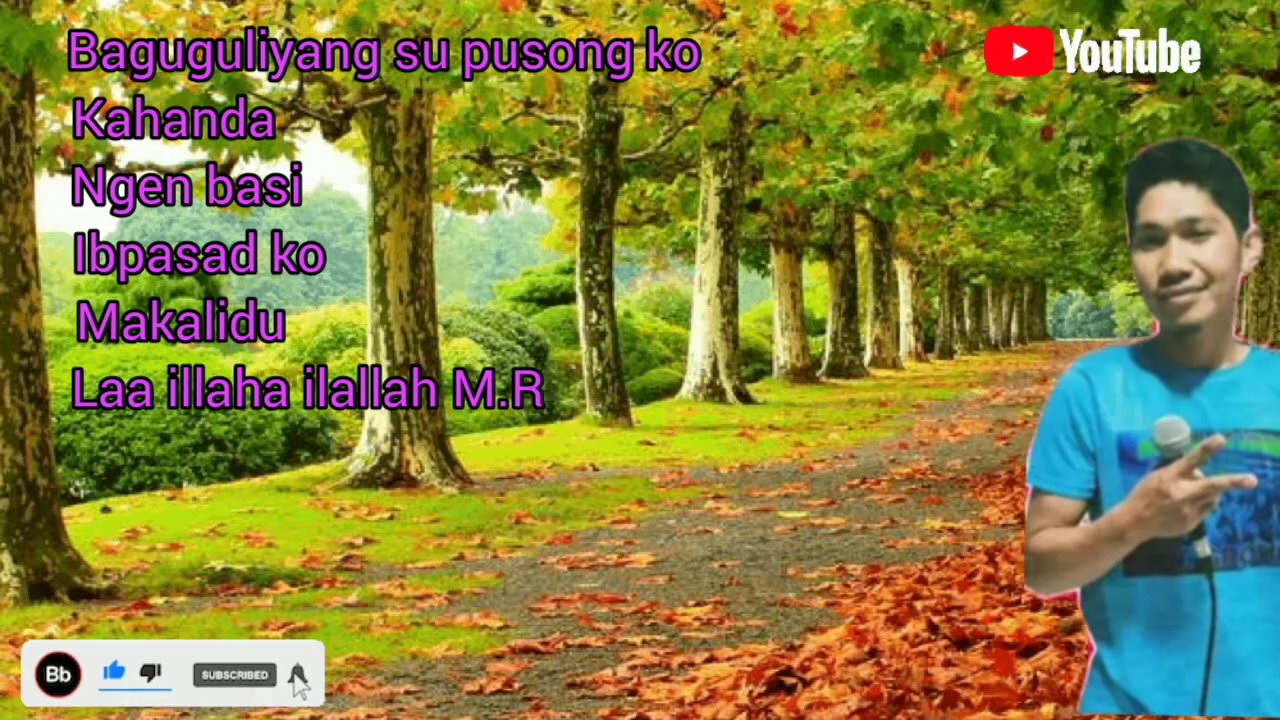 Baguguliyang su pusong ko
YouTube
Kahanda
Ngen basi
Ibpasad ko
Makalidu
Laa illaha ilallah M.R
Bb
SUBSCRIBED